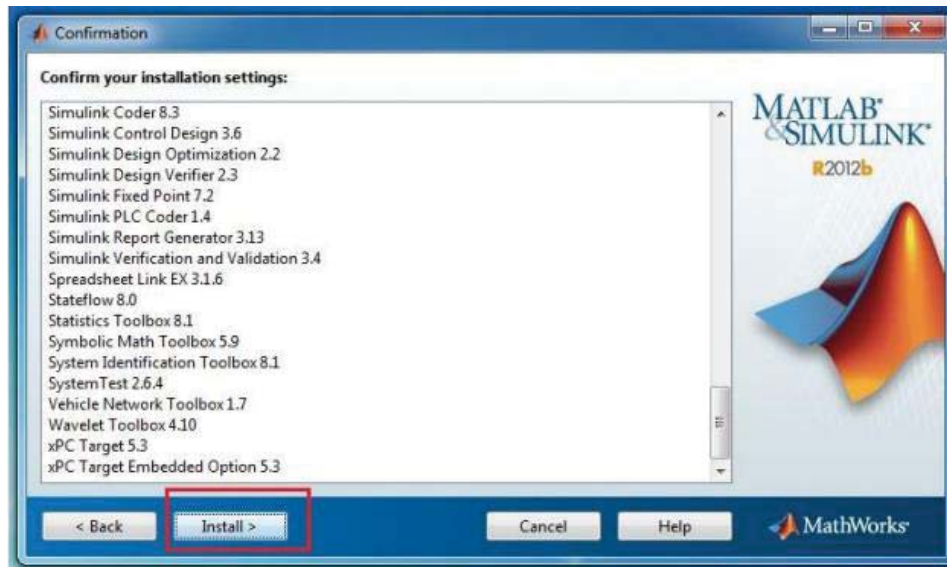 Confirmation
Confirm your installation settings:
Simulink Coder 8.3
Simulink Control Design 3.6
Simulink Design Optimization 2.2
Simulink Design Verifier 2.3
Simulink Fixed Point 7.2
Simulink PLC Coder 1.4
Simulink Report Generator 3.13
Simulink Verification and Validation 3.4
Spreadsheet Link EX 3.1.6
Stateflow 8.0
Statistics Toolbox 8.1
Symbolic Math Toolbox 5.9
System Identification Toolbox 8.1
SystemTest 2.6.4
Vehicle Network Toolbox 1.7
Wavelet Toolbox 4.10
xPC Target 5.3
xPC Target Embedded Option 5.3
MATLAB®
&SIMULINK®
R2012b
< Back
Install >
Cancel
Help
MathWorks®